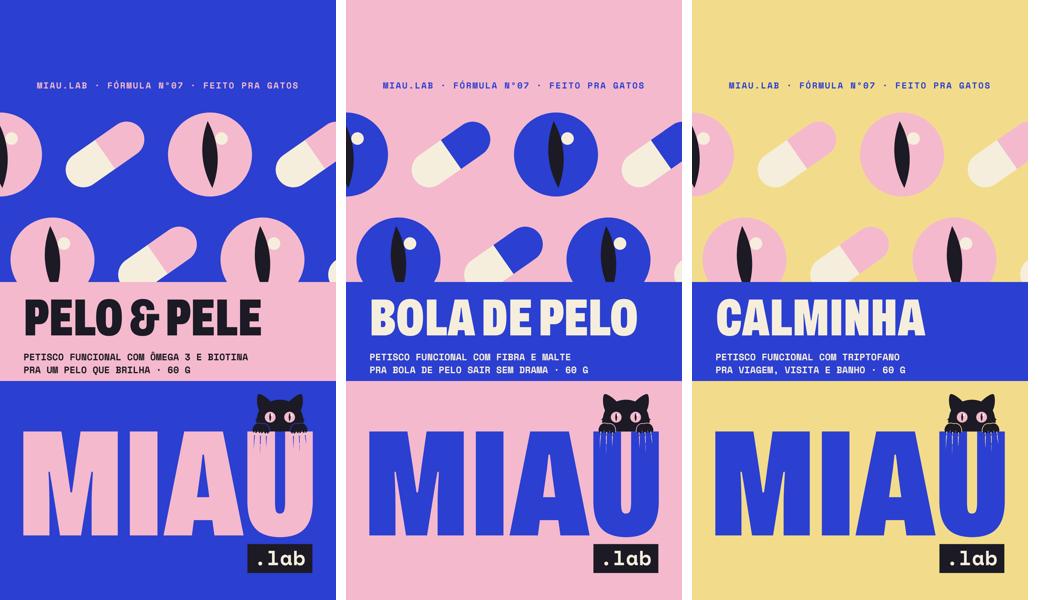 MIAU.LAB · FÓRMULA Nº07 · FEITO PRA GATOS
PELO & PELE
PETISCO FUNCIONAL COM ÔMEGA 3 E BIOTINA
PRA UM PELO QUE BRILHA · 60 G
MIAU
.lab
MIAU.LAB · FÓRMULA Nº07 · FEITO PRA GATOS
BOLA DE PELO
PETISCO FUNCIONAL COM FIBRA E MALTE
PRA BOLA DE PELO SAIR SEM DRAMA · 60 G
MIAU
.lab
MIAU.LAB · FÓRMULA Nº07 · FEITO PRA GATOS
CALMINHA
PETISCO FUNCIONAL COM TRIPTOFANO
PRA VIAGEM, VISITA E BANHO · 60 G
MIAU
.lab